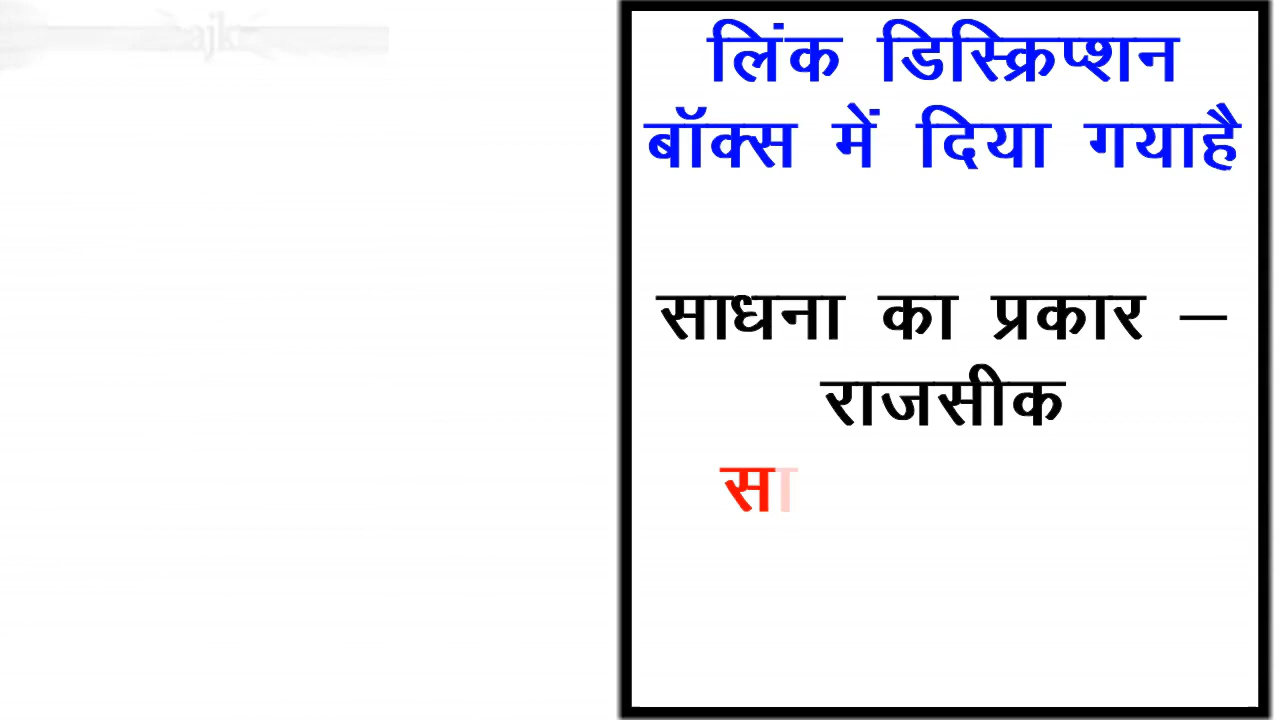 लिंक डिस्क्रिप्शन
बॉक्स में दिया गयाहै
साधना का प्रकार –
राजसीक
सा